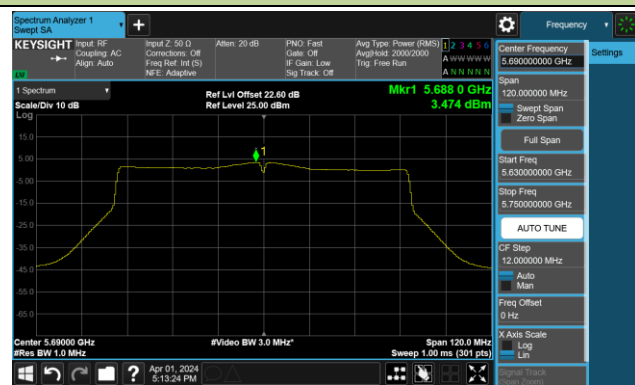 Spectrum Analyzer 1
Swept SA
Frequency
KEYSIGHT
Input: RF
Coupling: AC
Align: Auto
Input Z: 50 Ω
Corrections: Off
Freq Ref: Int (S)
NFE: Adaptive
Atten: 20 dB
PNO: Fast
Gate: Off
IF Gain: Low
Sig Track: Off
Avg Type: Power (RMS)
Avg|Hold: 2000/2000
Trig: Free Run
1 2 3 4 5 6
A W W W W W
A N N N N N
LW
1 Spectrum
Scale/Div 10 dB
Log
Ref Lvl Offset 22.60 dB
Ref Level 25.00 dBm
Mkr1 5.688 0 GHz
3.474 dBm
1
15.0
5.00
-5.00
-15.0
-25.0
-35.0
-45.0
-55.0
-65.0
Center 5.69000 GHz
#Res BW 1.0 MHz
#Video BW 3.0 MHz*
Span 120.0 MHz
Sweep 1.00 ms (301 pts)
Apr 01, 2024
5:13:24 PM
Settings
Center Frequency
5.690000000 GHz
Span
120.000000 MHz
Swept Span
Zero Span
Full Span
Start Freq
5.630000000 GHz
Stop Freq
5.750000000 GHz
AUTO TUNE
CF Step
12.000000 MHz
Auto
Man
Freq Offset
0 Hz
X Axis Scale
Log
Lin
Signal Track
(Span Zoom)